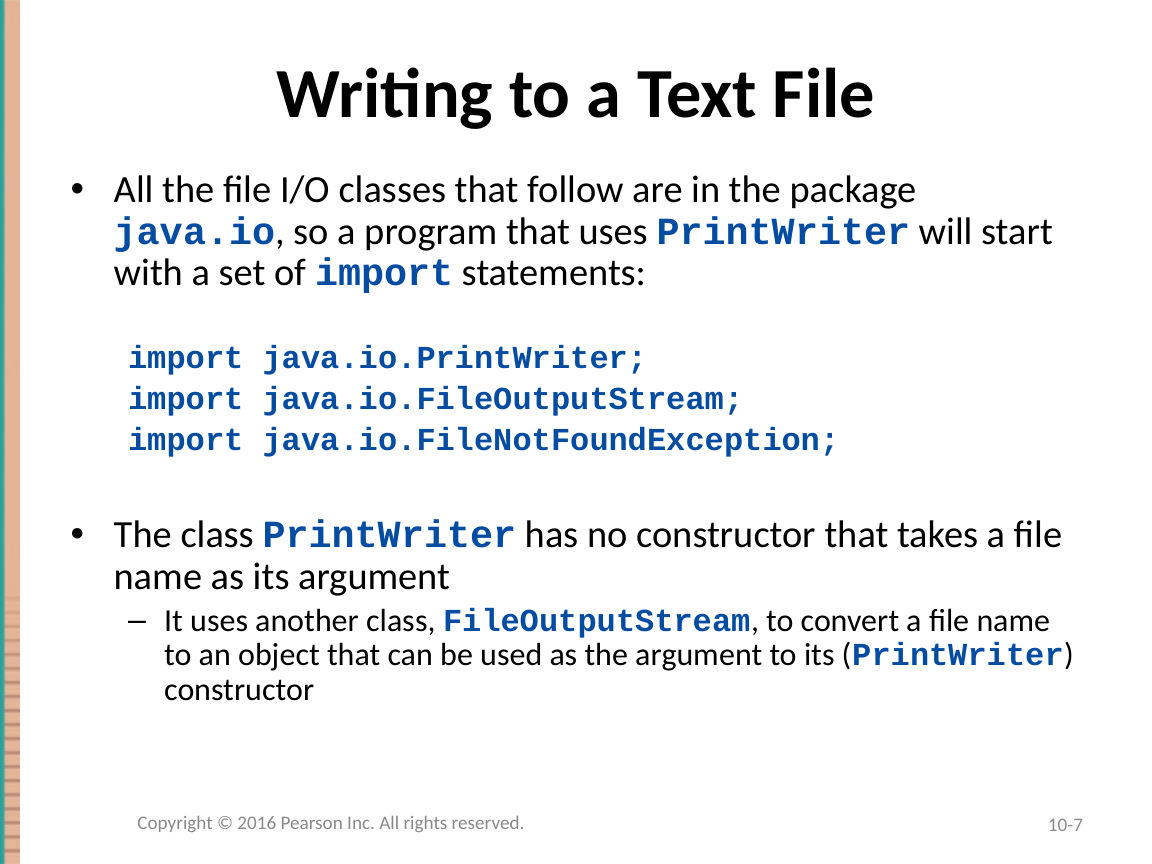 Writing to a Text File
• All the file I/O classes that follow are in the package
java.io, so a program that uses PrintWriter will start
with a set of import statements:
import java.io.PrintWriter;
import java.io.FileOutputStream;
import java.io.FileNotFoundException;
• The class PrintWriter has no constructor that takes a file
name as its argument
– It uses another class, FileOutputStream, to convert a file name
to an object that can be used as the argument to its (PrintWriter)
constructor
Copyright © 2016 Pearson Inc. All rights reserved.
10-7